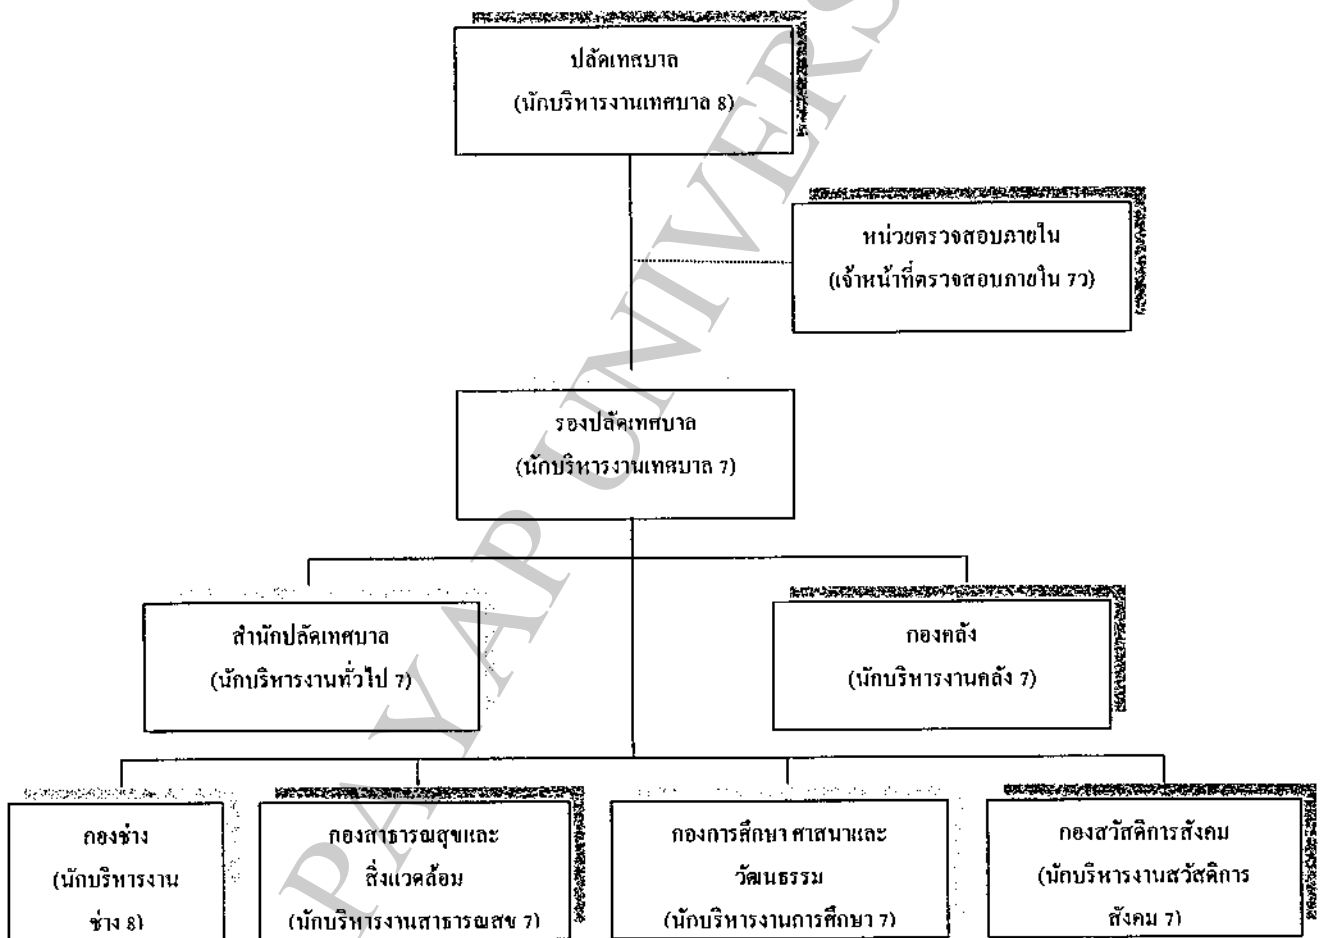 ปลัดเทศบาล
(นักบริหารงานเทศบาล 8)
หน่วยตรวจสอบภายใน
(เจ้าหน้าที่ตรวจสอบภายใน 7ว)
รองปลัดเทศบาล
(นักบริหารงานเทศบาล 7)
สำนักปลัดเทศบาล
(นักบริหารงานทั่วไป 7)
กองคลัง
(นักบริหารงานคลัง 7)
กองช่าง
(นักบริหารงาน
ช่าง 8)
กองสาธารณสุขและ
สิ่งแวดล้อม
(นักบริหารงานสาธารณสุข 7)
กองการศึกษา ศาสนาและ
วัฒนธรรม
(นักบริหารงานการศึกษา 7)
กองสวัสดิการสังคม
(นักบริหารงานสวัสดิการ
สังคม 7)
PAYAP UNIVERS